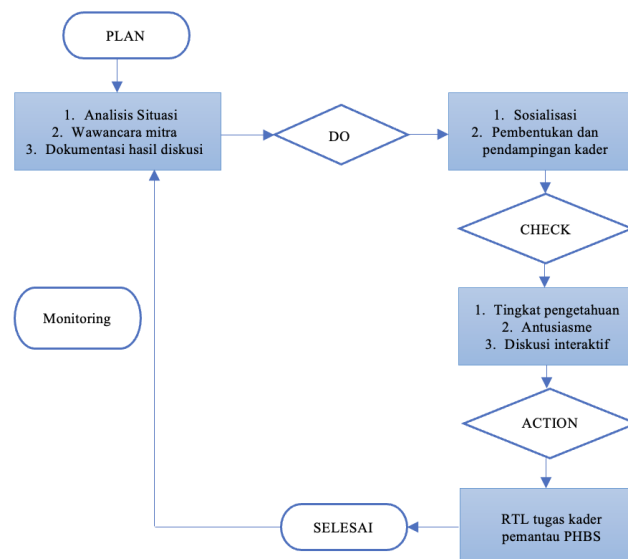 PLAN
1. Analisis Situasi
2. Wawancara mitra
3. Dokumentasi hasil diskusi
DO
1. Sosialisasi
2. Pembentukan dan
pendampingan kader
CHECK
1. Tingkat pengetahuan
2. Antusiasme
3. Diskusi interaktif
ACTION
RTL tugas kader
pemantau PHBS
SELESAI
Monitoring